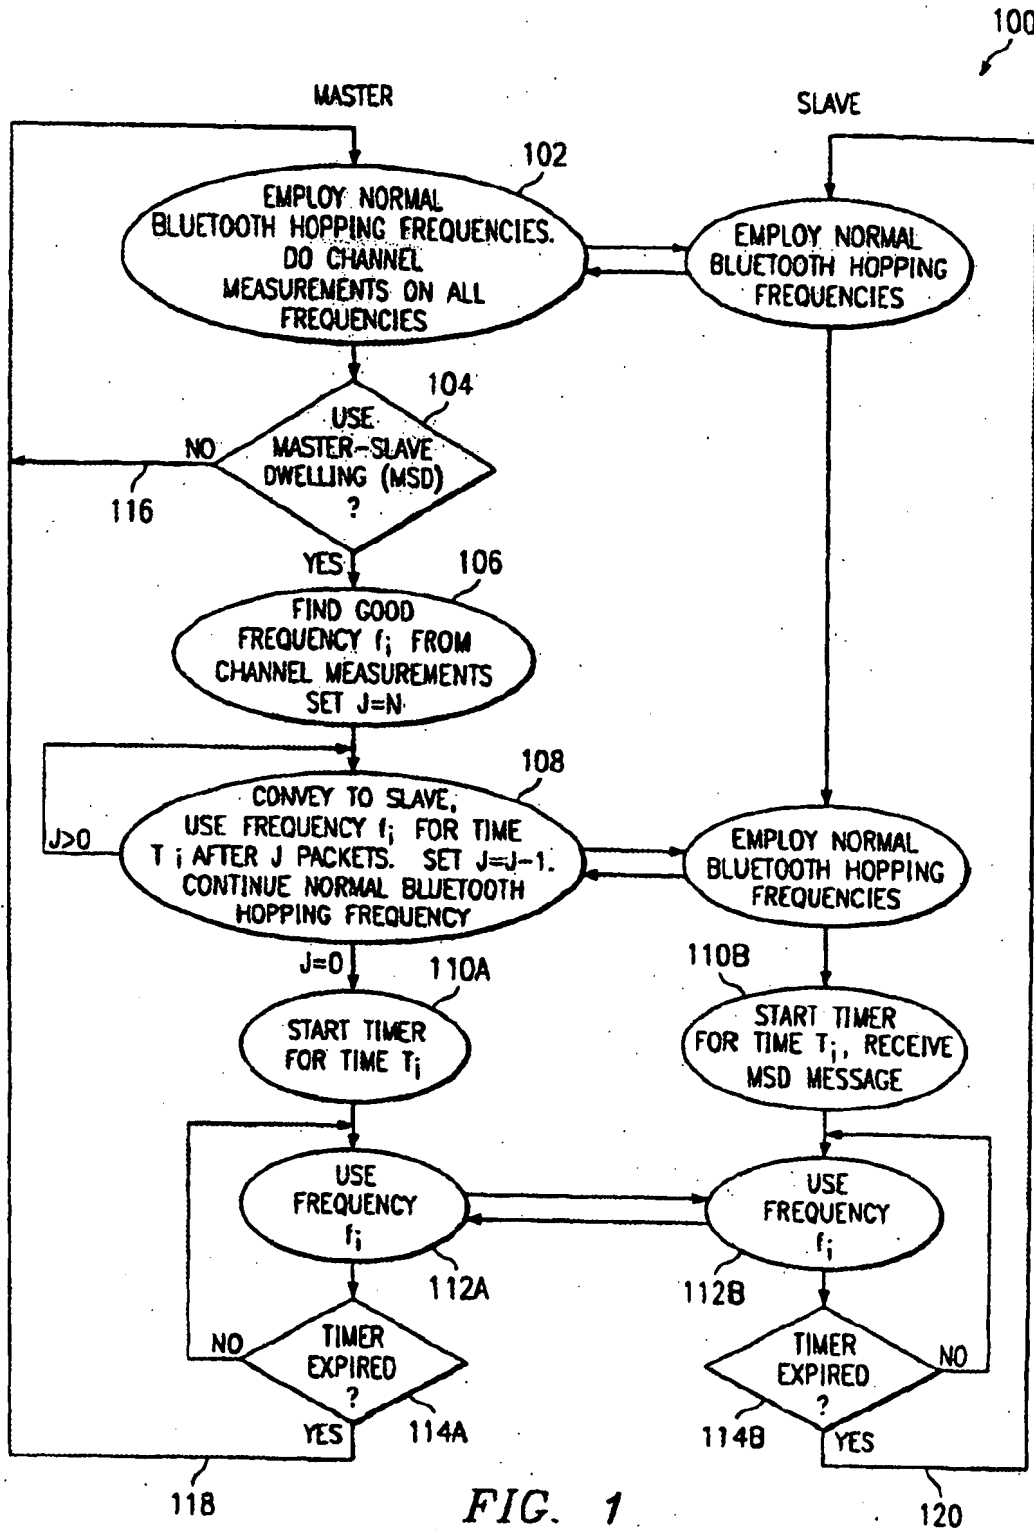 100
MASTER
SLAVE
102
EMPLOY NORMAL
BLUETOOTH HOPPING FREQUENCIES.
DO CHANNEL
MEASUREMENTS ON ALL
FREQUENCIES
EMPLOY NORMAL
BLUETOOTH HOPPING
FREQUENCIES
104
USE
MASTER-SLAVE
DWELLING (MSD)
?
NO
116
YES
106
FIND GOOD
FREQUENCY fi FROM
CHANNEL MEASUREMENTS
SET J=N
108
J>0
CONVEY TO SLAVE,
USE FREQUENCY fi FOR TIME
Ti AFTER J PACKETS. SET J=J-1.
CONTINUE NORMAL BLUETOOTH
HOPPING FREQUENCY
EMPLOY NORMAL
BLUETOOTH HOPPING
FREQUENCIES
J=0
110A
START TIMER
FOR TIME Ti
110B
START TIMER
FOR TIME Ti, RECEIVE
MSD MESSAGE
USE
FREQUENCY
fi
112A
USE
FREQUENCY
fi
112B
NO
TIMER
EXPIRED
?
YES
114A
TIMER
EXPIRED
?
NO
114B
YES
118
120
FIG. 1